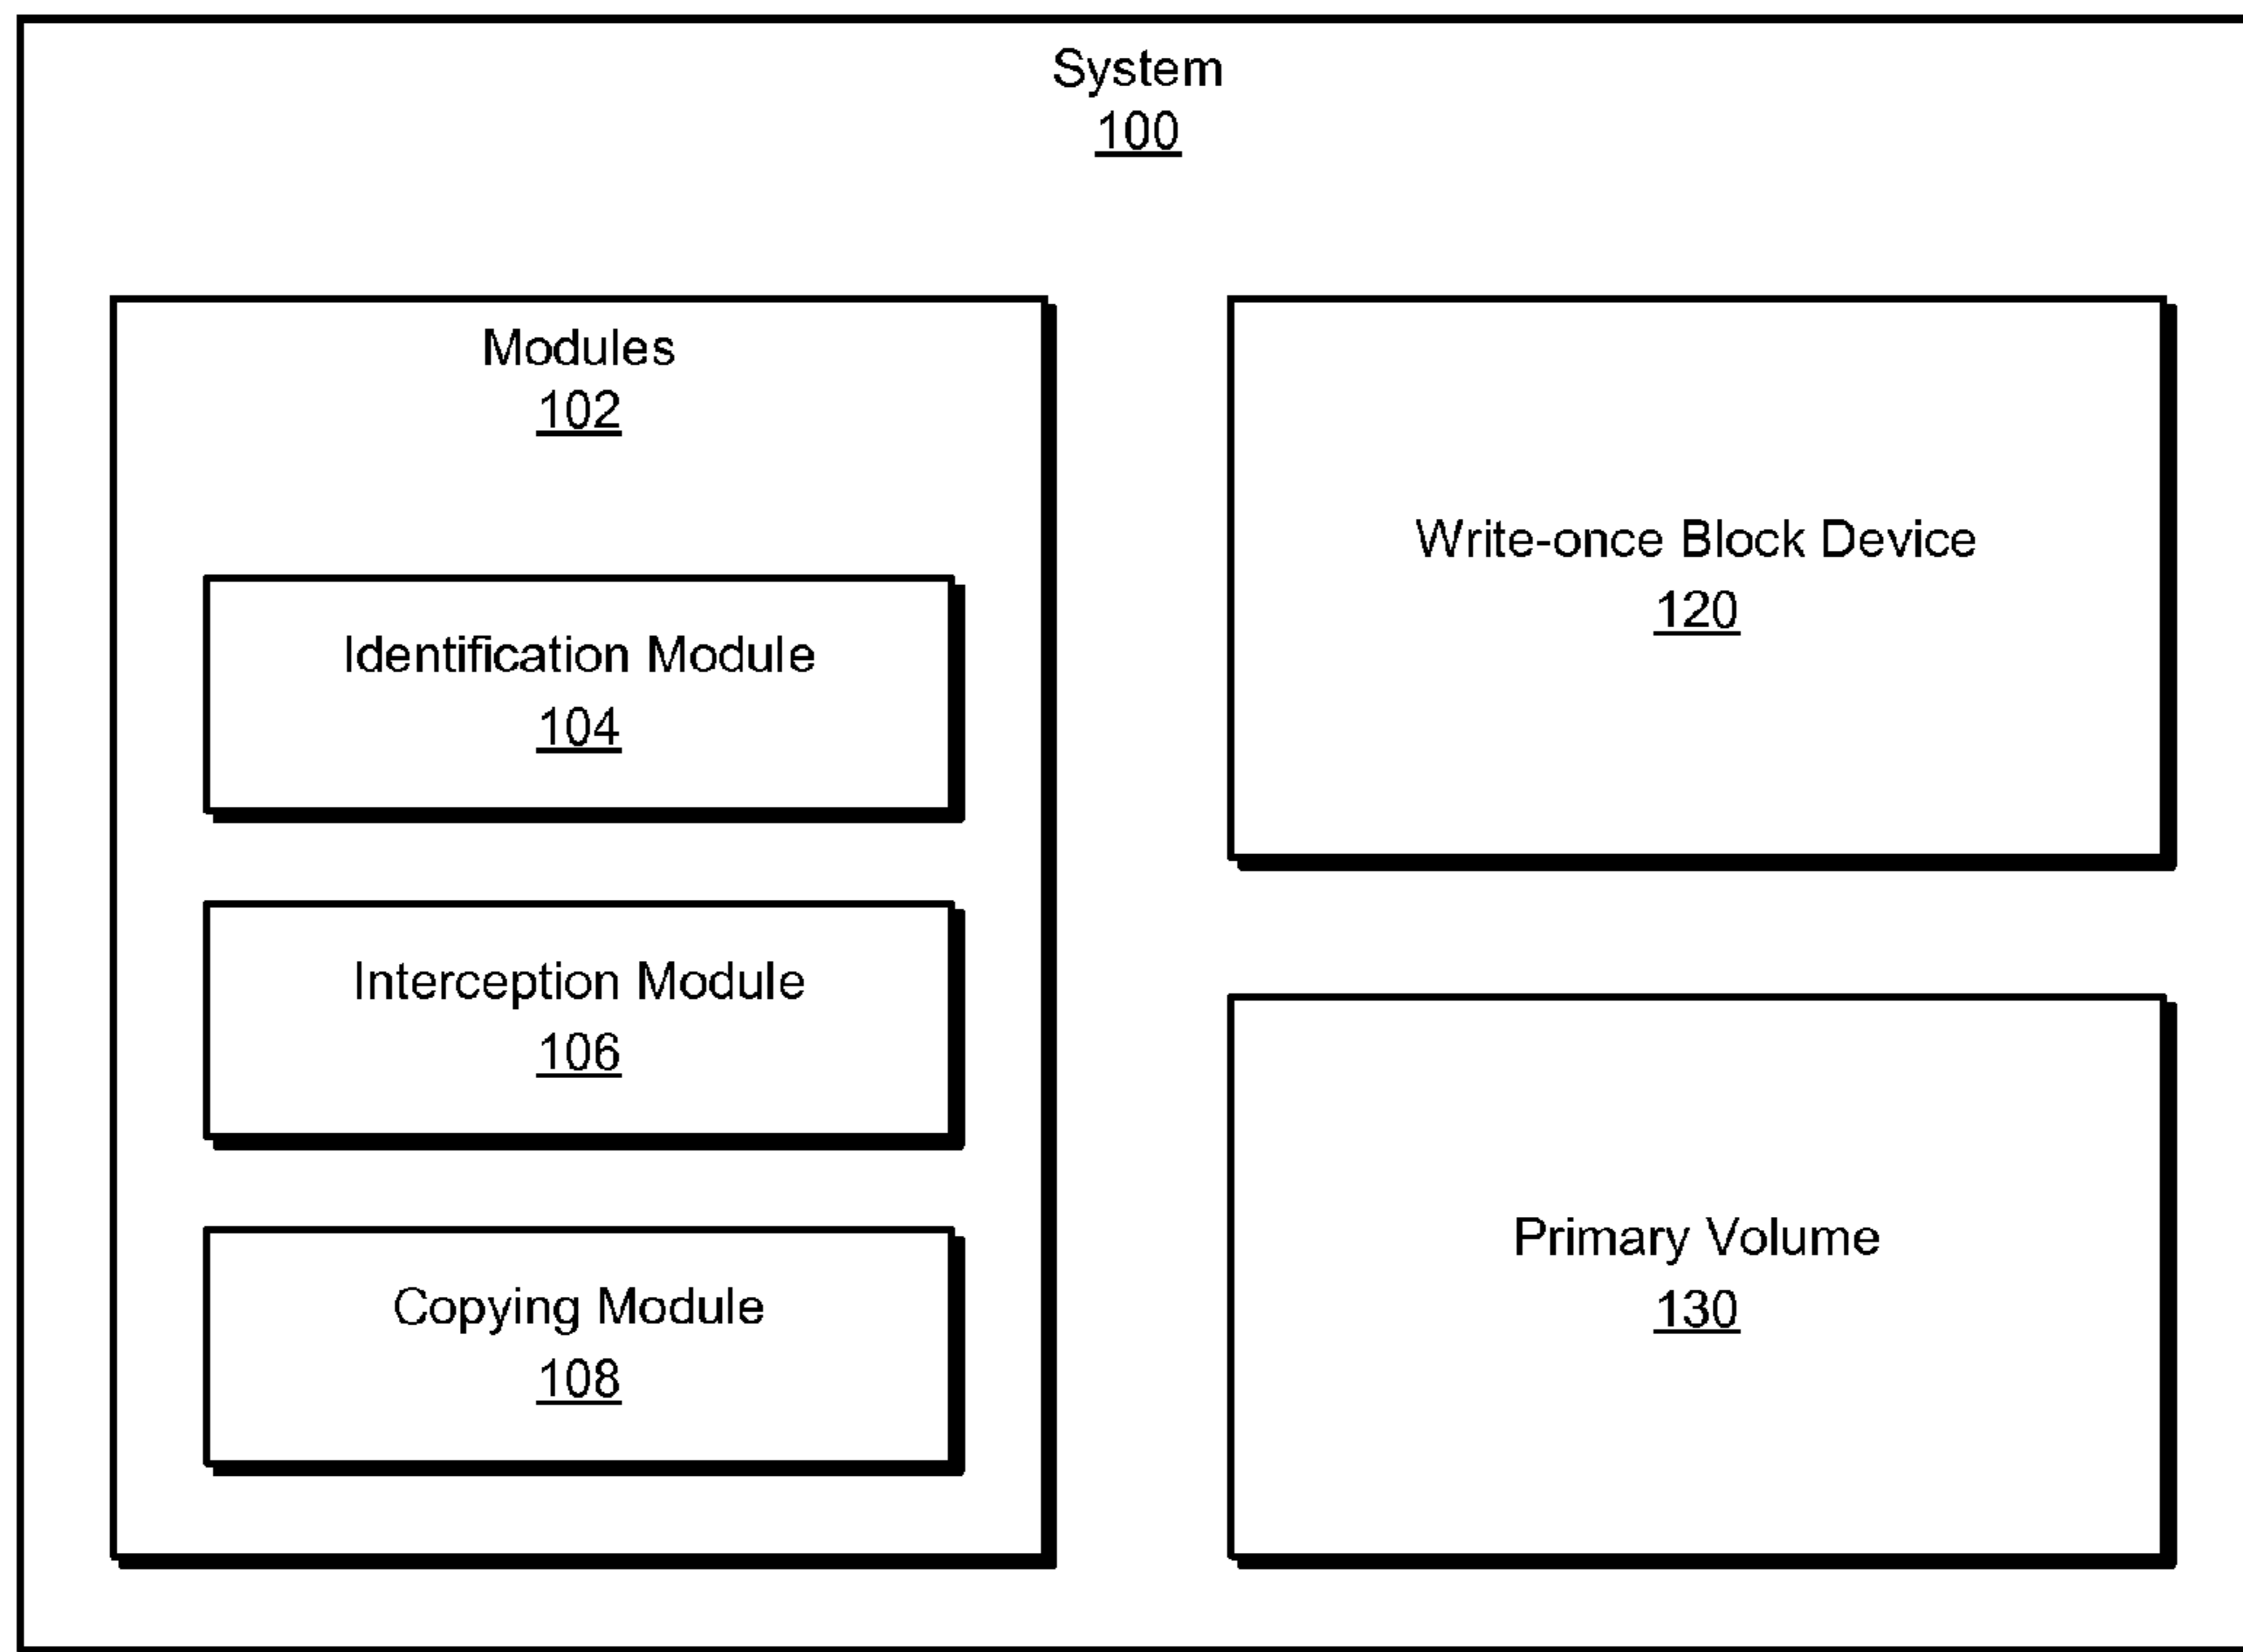 System
100
Modules
102
Identification Module
104
Interception Module
106
Copying Module
108
Write-once Block Device
120
Primary Volume
130